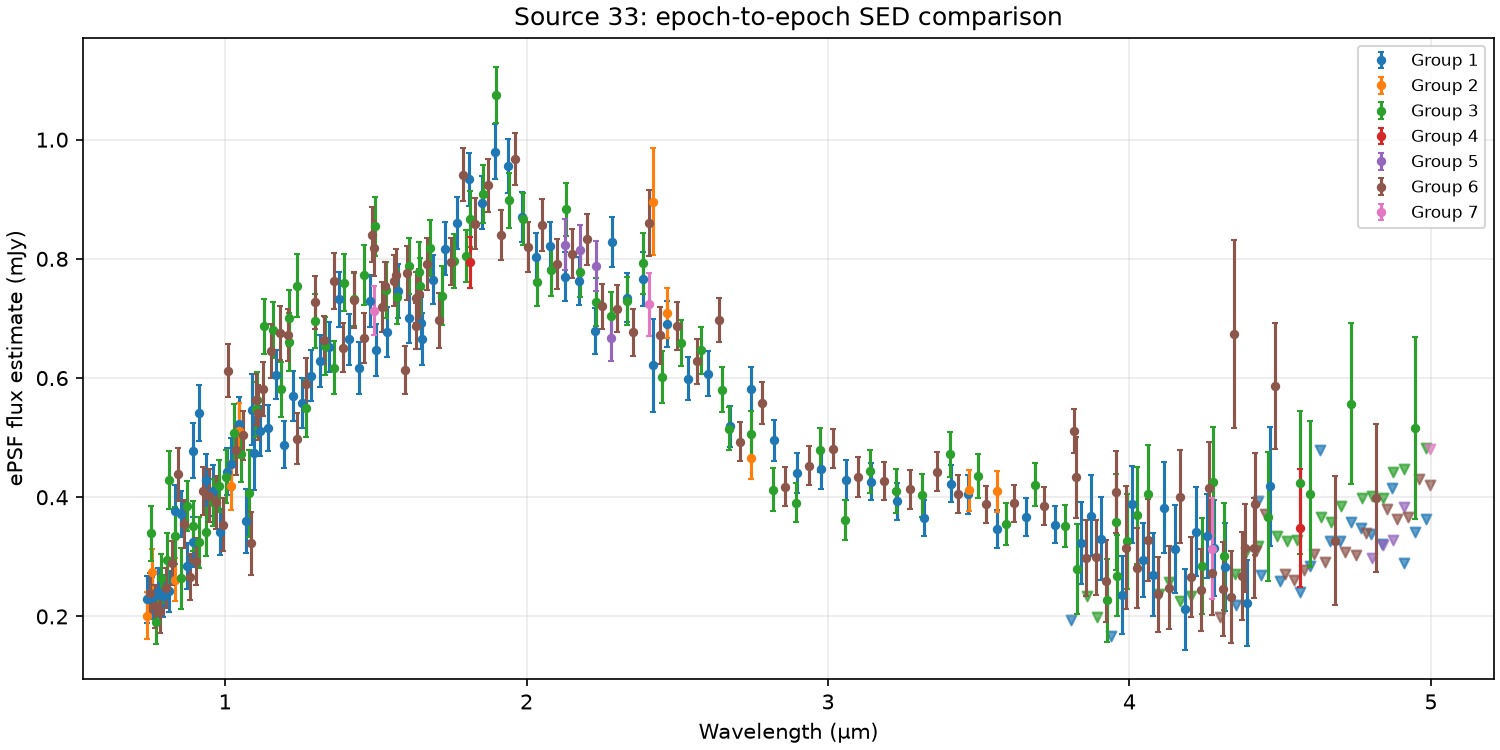 Source 33: epoch-to-epoch SED comparison
ePSF flux estimate (mJy)
1.0
0.8
0.6
0.4
0.2
1
2
3
4
5
Wavelength (μm)
Group 1
Group 2
Group 3
Group 4
Group 5
Group 6
Group 7